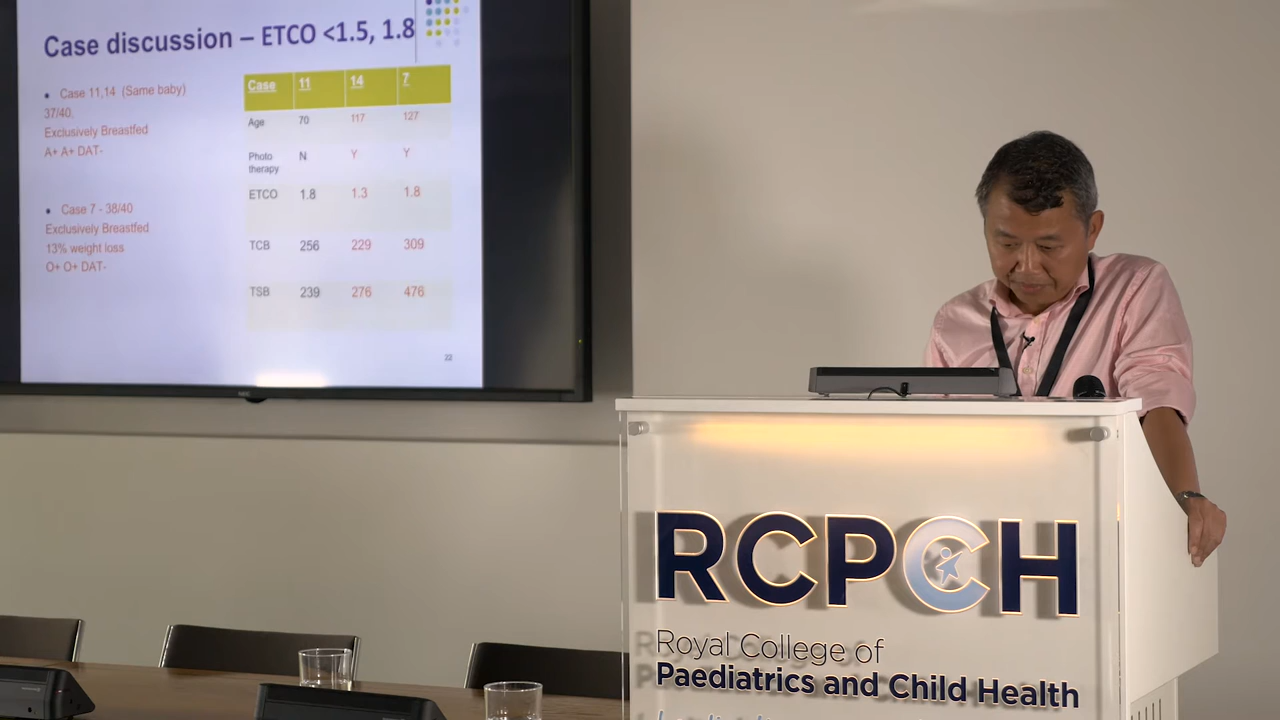 Case discussion – ETCO <1.5, 1.8
• Case 11,14 (Same baby)
37/40,
Exclusively Breastfed
A+ A+ DAT-
• Case 7 - 38/40
Exclusively Breastfed
13% weight loss
O+ O+ DAT-
Case 11 14 7
Age 70 117 127
Photo therapy N Y Y
ETCO 1.8 1.3 1.8
TCB 256 229 309
TSB 239 276 476
22
RCPCH
Royal College of
Paediatrics and Child Health